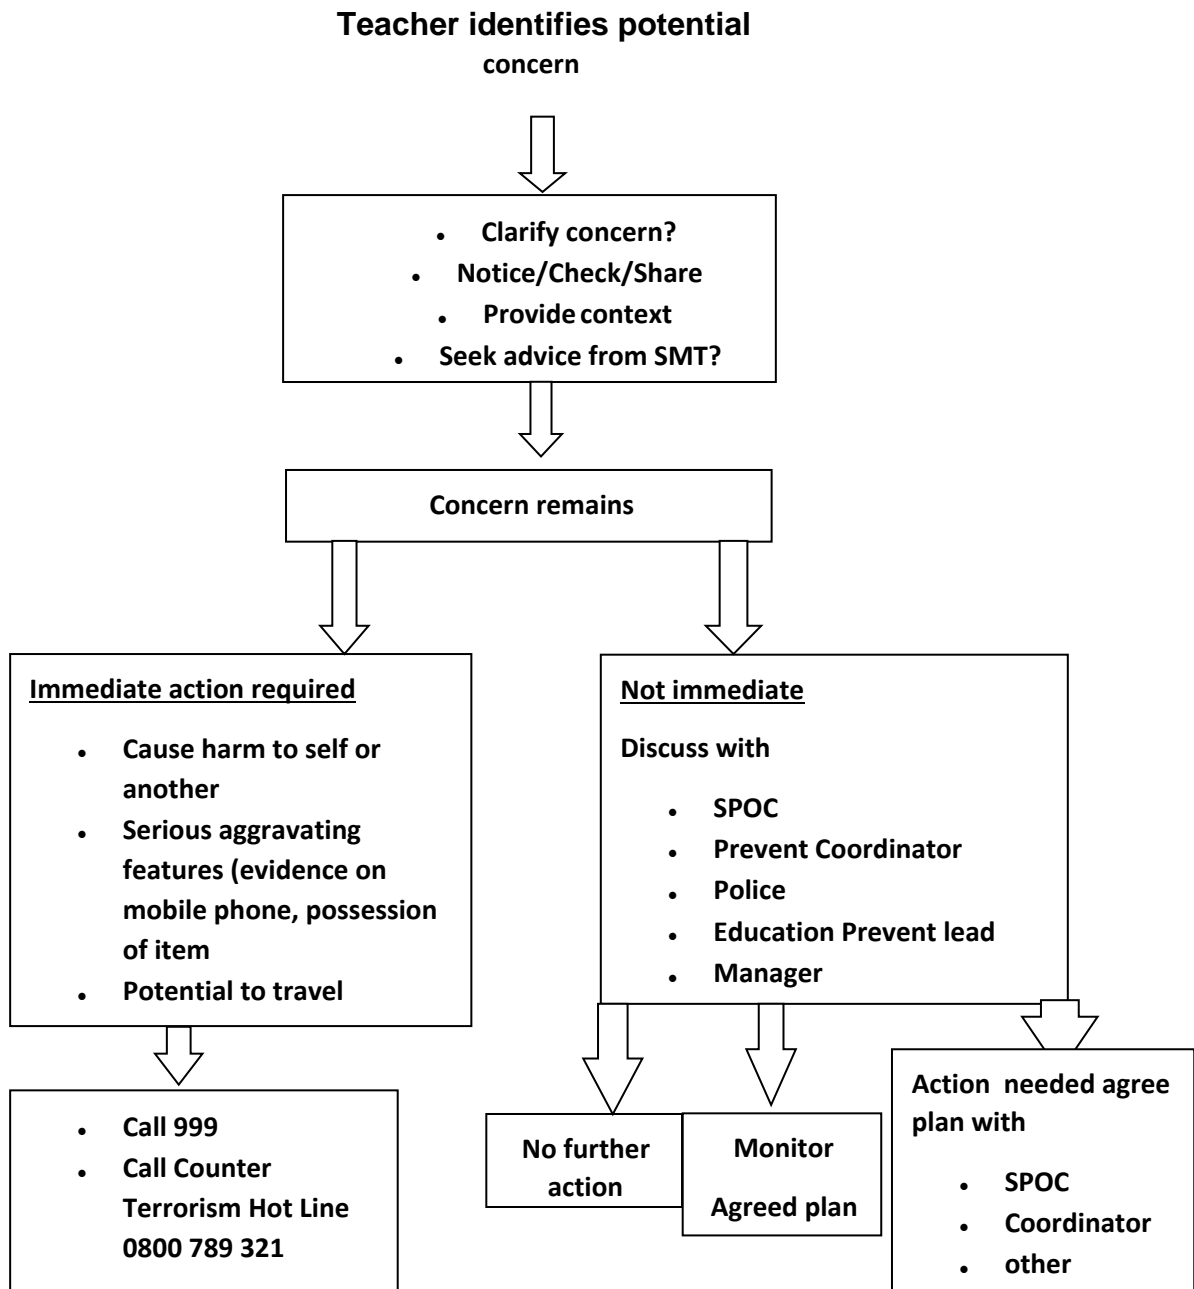 Teacher identifies potential
concern
• Clarify concern?
• Notice/Check/Share
• Provide context
• Seek advice from SMT?
Concern remains
Immediate action required
• Cause harm to self or
another
• Serious aggravating
features (evidence on
mobile phone, possession
of item
• Potential to travel
Not immediate
Discuss with
• SPOC
• Prevent Coordinator
• Police
• Education Prevent lead
• Manager
• Call 999
• Call Counter
Terrorism Hot Line
0800 789 321
No further
action
Monitor
Agreed plan
Action needed agree
plan with
• SPOC
• Coordinator
• other